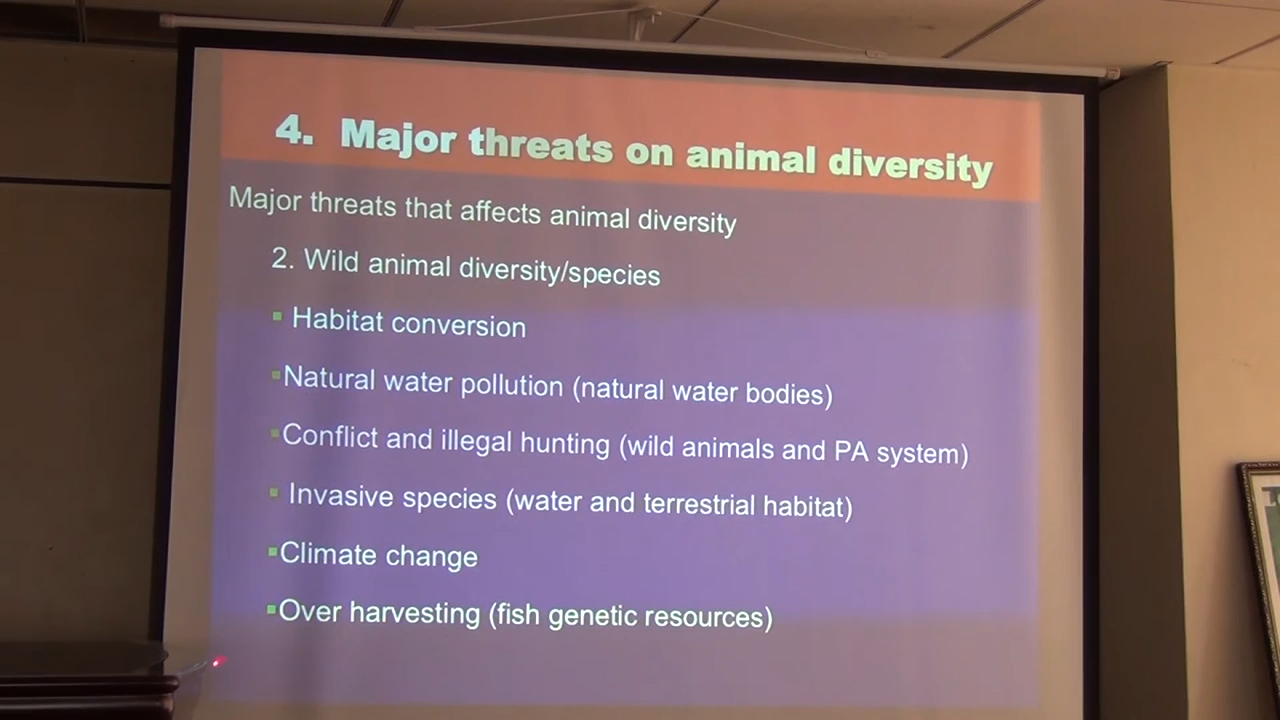 4. Major threats on animal diversity
Major threats that affects animal diversity
2. Wild animal diversity/species
▪ Habitat conversion
▪Natural water pollution (natural water bodies)
▪Conflict and illegal hunting (wild animals and PA system)
▪ Invasive species (water and terrestrial habitat)
▪Climate change
▪Over harvesting (fish genetic resources)